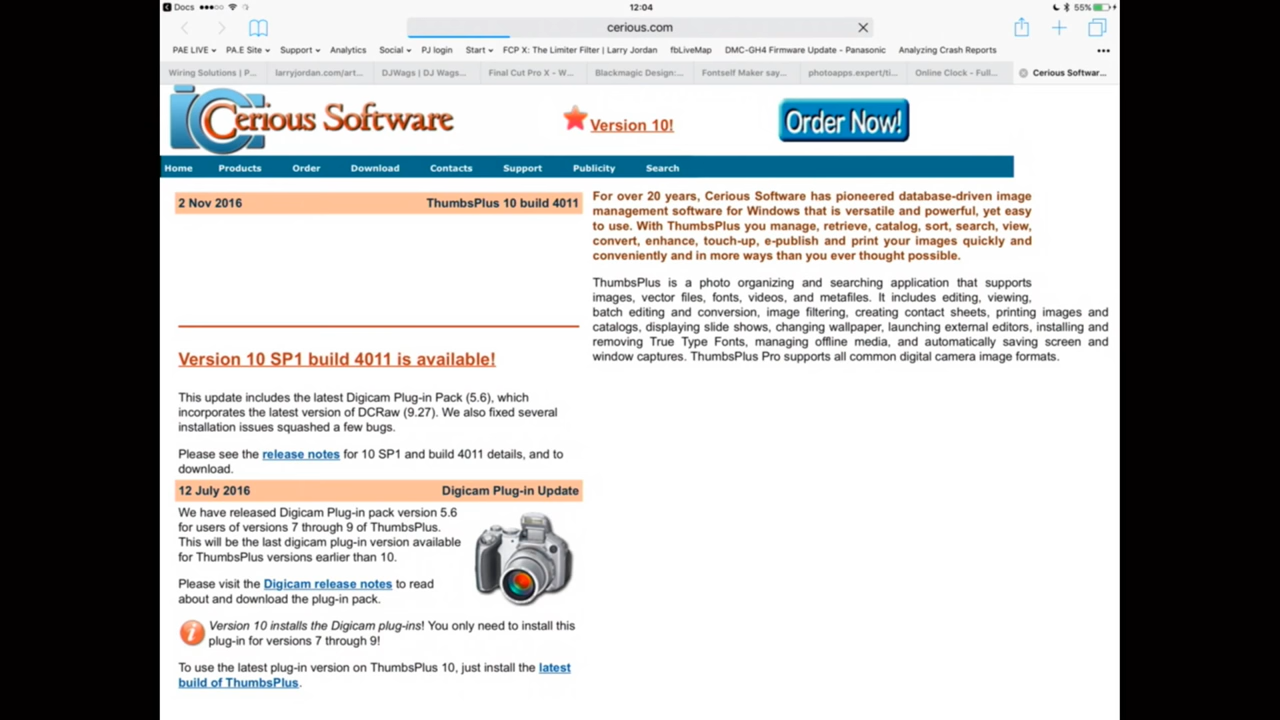 Docs
12:04
55%
cerious.com
PAE LIVE PA.E Site Support Analytics Social PJ login Start FCP X: The Limiter Filter | Larry Jordan fbLiveMap DMC-GH4 Firmware Update - Panasonic Analyzing Crash Reports
Wiring Solutions | P... larryjordan.com/art... DJWags | DJ Wags... Final Cut Pro X - W... Blackmagic Design:... Fontself Maker say... photoapps.expert/ti... Online Clock - Full... Cerious Softwar...
Cerious Software
Version 10!
Order Now!
Home Products Order Download Contacts Support Publicity Search
2 Nov 2016 ThumbsPlus 10 build 4011
Version 10 SP1 build 4011 is available!
This update includes the latest Digicam Plug-in Pack (5.6), which
incorporates the latest version of DCRaw (9.27). We also fixed several
installation issues squashed a few bugs.
Please see the release notes for 10 SP1 and build 4011 details, and to
download.
12 July 2016 Digicam Plug-in Update
We have released Digicam Plug-in pack version 5.6
for users of versions 7 through 9 of ThumbsPlus.
This will be the last digicam plug-in version available
for ThumbsPlus versions earlier than 10.
Please visit the Digicam release notes to read
about and download the plug-in pack.
Version 10 installs the Digicam plug-ins! You only need to install this
plug-in for versions 7 through 9!
To use the latest plug-in version on ThumbsPlus 10, just install the latest
build of ThumbsPlus.
For over 20 years, Cerious Software has pioneered database-driven image
management software for Windows that is versatile and powerful, yet easy
to use. With ThumbsPlus you manage, retrieve, catalog, sort, search, view,
convert, enhance, touch-up, e-publish and print your images quickly and
conveniently and in more ways than you ever thought possible.
ThumbsPlus is a photo organizing and searching application that supports
images, vector files, fonts, videos, and metafiles. It includes editing, viewing,
batch editing and conversion, image filtering, creating contact sheets, printing images and
catalogs, displaying slide shows, changing wallpaper, launching external editors, installing and
removing True Type Fonts, managing offline media, and automatically saving screen and
window captures. ThumbsPlus Pro supports all common digital camera image formats.